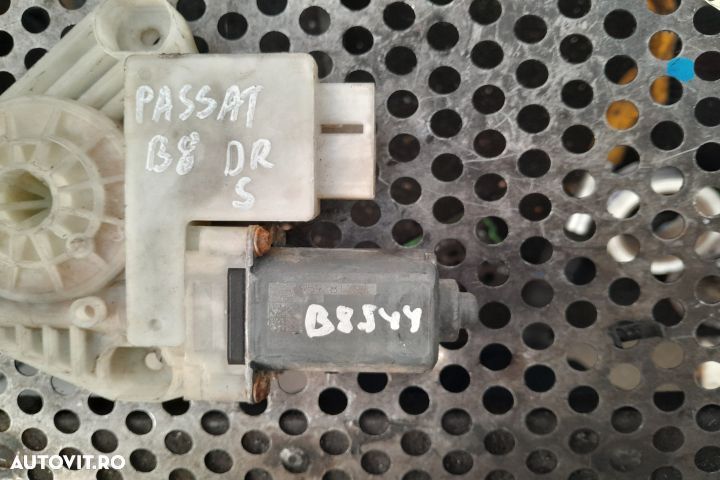 PASSAT
B8 DR
S
B8544
AUTOVIT.RO